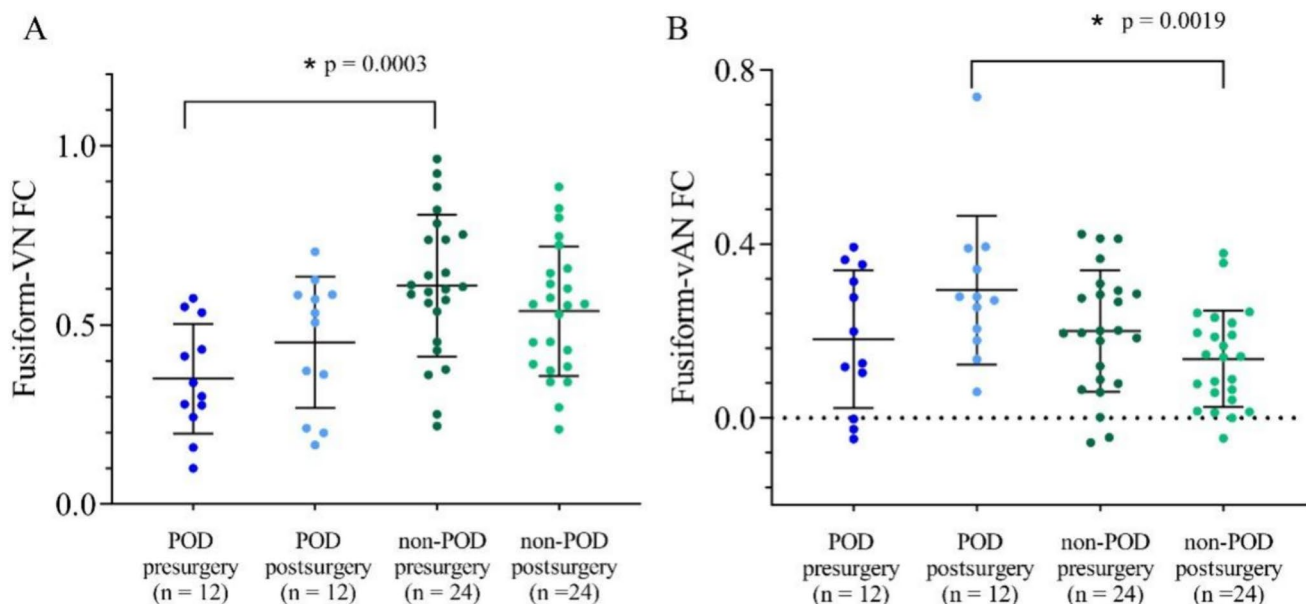 A
* p = 0.0003
Fusiform-VN FC
1.0
0.5
0.0
POD
presurgery
(n = 12)
POD
postsurgery
(n = 12)
non-POD
presurgery
(n = 24)
non-POD
postsurgery
(n =24)
B
* p = 0.0019
Fusiform-vAN FC
0.8
0.4
0.0
POD
presurgery
(n = 12)
POD
postsurgery
(n = 12)
non-POD
presurgery
(n = 24)
non-POD
postsurgery
(n =24)